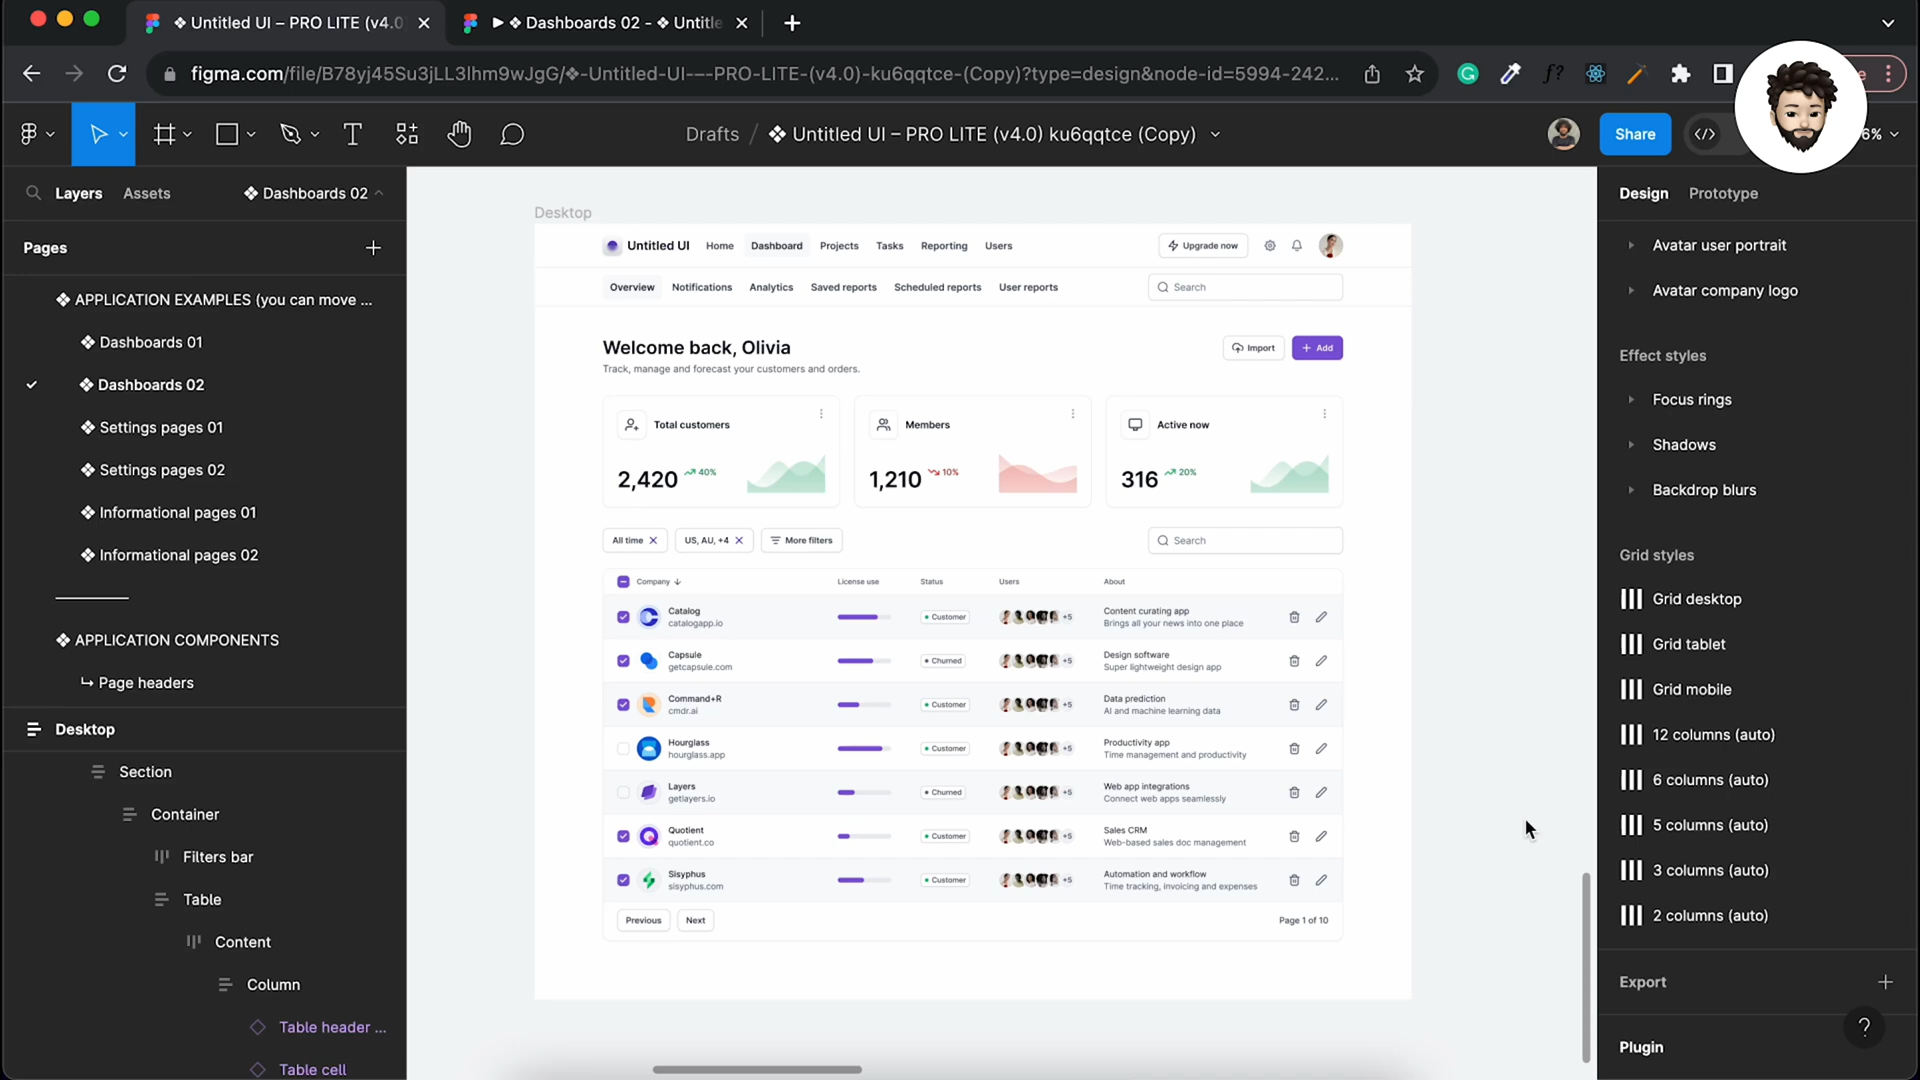 ❖ Untitled UI – PRO LITE (v4.0
▶ ❖ Dashboards 02 - ❖ Untitle
figma.com/file/B78yj45Su3jLL3lhm9wJgG/❖-Untitled-UI-–-PRO-LITE-(v4.0)-ku6qqtce-(Copy)?type=design&node-id=5994-242...
Drafts / ❖ Untitled UI – PRO LITE (v4.0) ku6qqtce (Copy)
Share
6%
Layers
Assets
❖ Dashboards 02
Pages
❖ APPLICATION EXAMPLES (you can move ...
❖ Dashboards 01
❖ Dashboards 02
❖ Settings pages 01
❖ Settings pages 02
❖ Informational pages 01
❖ Informational pages 02
❖ APPLICATION COMPONENTS
↳ Page headers
Desktop
Section
Container
Filters bar
Table
Content
Column
Table header ...
Table cell
Desktop
Untitled UI
Home
Dashboard
Projects
Tasks
Reporting
Users
Upgrade now
Overview
Notifications
Analytics
Saved reports
Scheduled reports
User reports
Search
Welcome back, Olivia
Track, manage and forecast your customers and orders.
Import
+ Add
Total customers
2,420
40%
Members
1,210
10%
Active now
316
20%
All time
US, AU, +4
More filters
Search
Company
License use
Status
Users
About
Catalog
catalogapp.io
Customer
+5
Content curating app
Brings all your news into one place
Capsule
getcapsule.com
Churned
+5
Design software
Super lightweight design app
Command+R
cmdr.ai
Customer
+5
Data prediction
AI and machine learning data
Hourglass
hourglass.app
Customer
+5
Productivity app
Time management and productivity
Layers
getlayers.io
Churned
+5
Web app integrations
Connect web apps seamlessly
Quotient
quotient.co
Customer
+5
Sales CRM
Web-based sales doc management
Sisyphus
sisyphus.com
Customer
+5
Automation and workflow
Time tracking, invoicing and expenses
Previous
Next
Page 1 of 10
Design
Prototype
Avatar user portrait
Avatar company logo
Effect styles
Focus rings
Shadows
Backdrop blurs
Grid styles
Grid desktop
Grid tablet
Grid mobile
12 columns (auto)
6 columns (auto)
5 columns (auto)
3 columns (auto)
2 columns (auto)
Export
Plugin
?